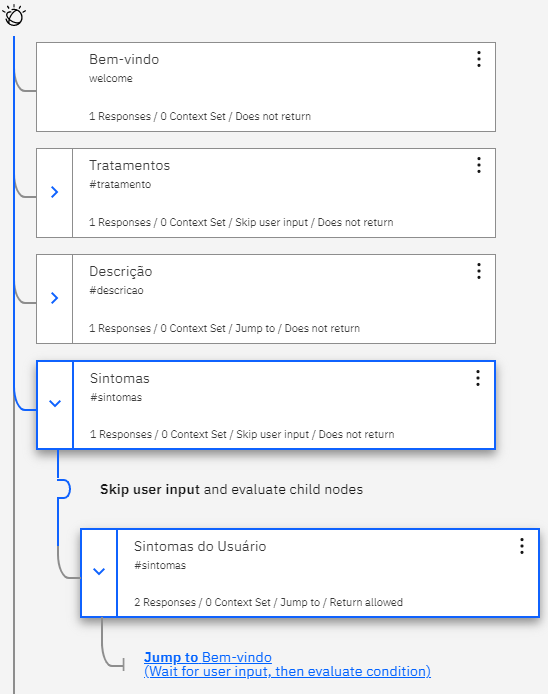 Bem-vindo
welcome
1 Responses / 0 Context Set / Does not return
Tratamentos
#tratamento
1 Responses / 0 Context Set / Skip user input / Does not return
Descrição
#descricao
1 Responses / 0 Context Set / Jump to / Does not return
Sintomas
#sintomas
1 Responses / 0 Context Set / Skip user input / Does not return
Skip user input and evaluate child nodes
Sintomas do Usuário
#sintomas
2 Responses / 0 Context Set / Jump to / Return allowed
Jump to Bem-vindo
(Wait for user input, then evaluate condition)